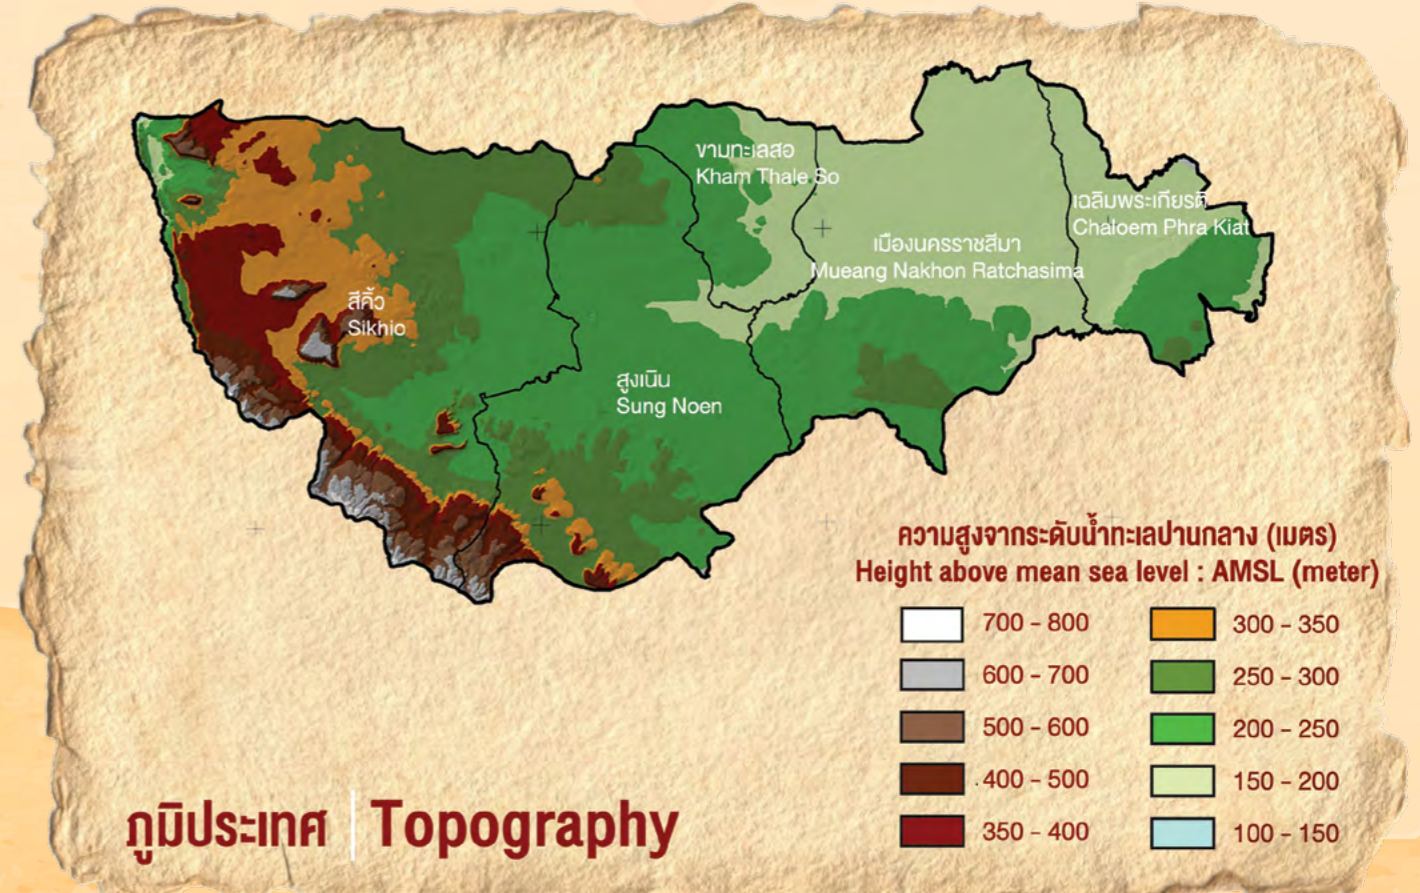 ขามทะเลสอ
Kham Thale So
เฉลิมพระเกียรติ
Chaloem Phra Kiat
เมืองนครราชสีมา
Mueang Nakhon Ratchasima
สีคิ้ว
Sikhio
สูงเนิน
Sung Noen
ความสูงจากระดับน้ำทะเลปานกลาง (เมตร)
Height above mean sea level : AMSL (meter)
700 - 800
300 - 350
600 - 700
250 - 300
500 - 600
200 - 250
400 - 500
150 - 200
350 - 400
100 - 150
ภูมิประเทศ | Topography